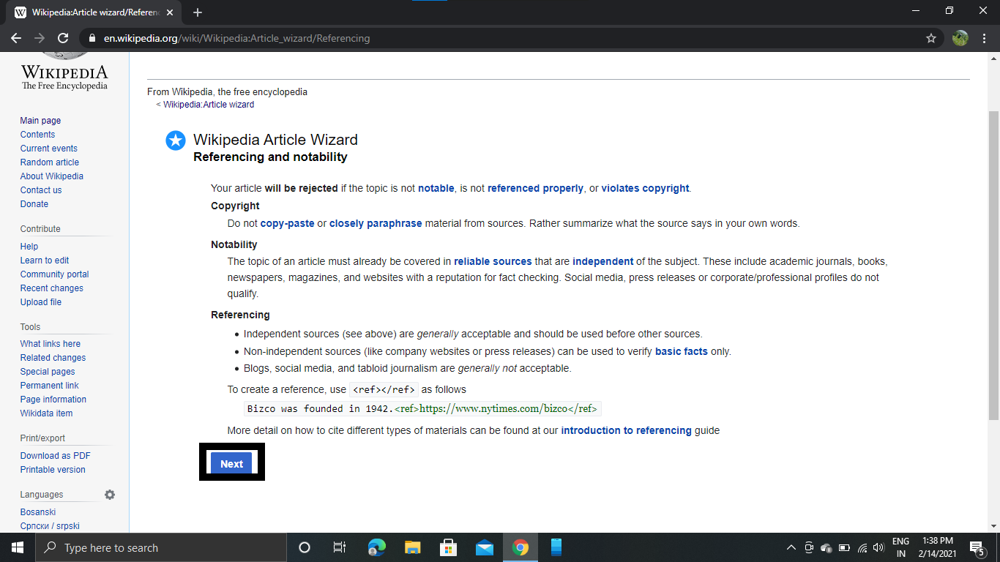 Wikipedia:Article wizard/Referen
en.wikipedia.org/wiki/Wikipedia:Article_wizard/Referencing
WIKIPEDIA
The Free Encyclopedia
Main page
Contents
Current events
Random article
About Wikipedia
Contact us
Donate
Contribute
Help
Learn to edit
Community portal
Recent changes
Upload file
Tools
What links here
Related changes
Special pages
Permanent link
Page information
Wikidata item
Print/export
Download as PDF
Printable version
Languages
Bosanski
Српски / srpski
From Wikipedia, the free encyclopedia
< Wikipedia:Article wizard
Wikipedia Article Wizard
Referencing and notability
Your article will be rejected if the topic is not notable, is not referenced properly, or violates copyright.
Copyright
Do not copy-paste or closely paraphrase material from sources. Rather summarize what the source says in your own words.
Notability
The topic of an article must already be covered in reliable sources that are independent of the subject. These include academic journals, books,
newspapers, magazines, and websites with a reputation for fact checking. Social media, press releases or corporate/professional profiles do not
qualify.
Referencing
• Independent sources (see above) are generally acceptable and should be used before other sources.
• Non-independent sources (like company websites or press releases) can be used to verify basic facts only.
• Blogs, social media, and tabloid journalism are generally not acceptable.
To create a reference, use <ref></ref> as follows
Bizco was founded in 1942.<ref>https://www.nytimes.com/bizco</ref>
More detail on how to cite different types of materials can be found at our introduction to referencing guide
Next
Type here to search
ENG
IN
1:38 PM
2/14/2021
5